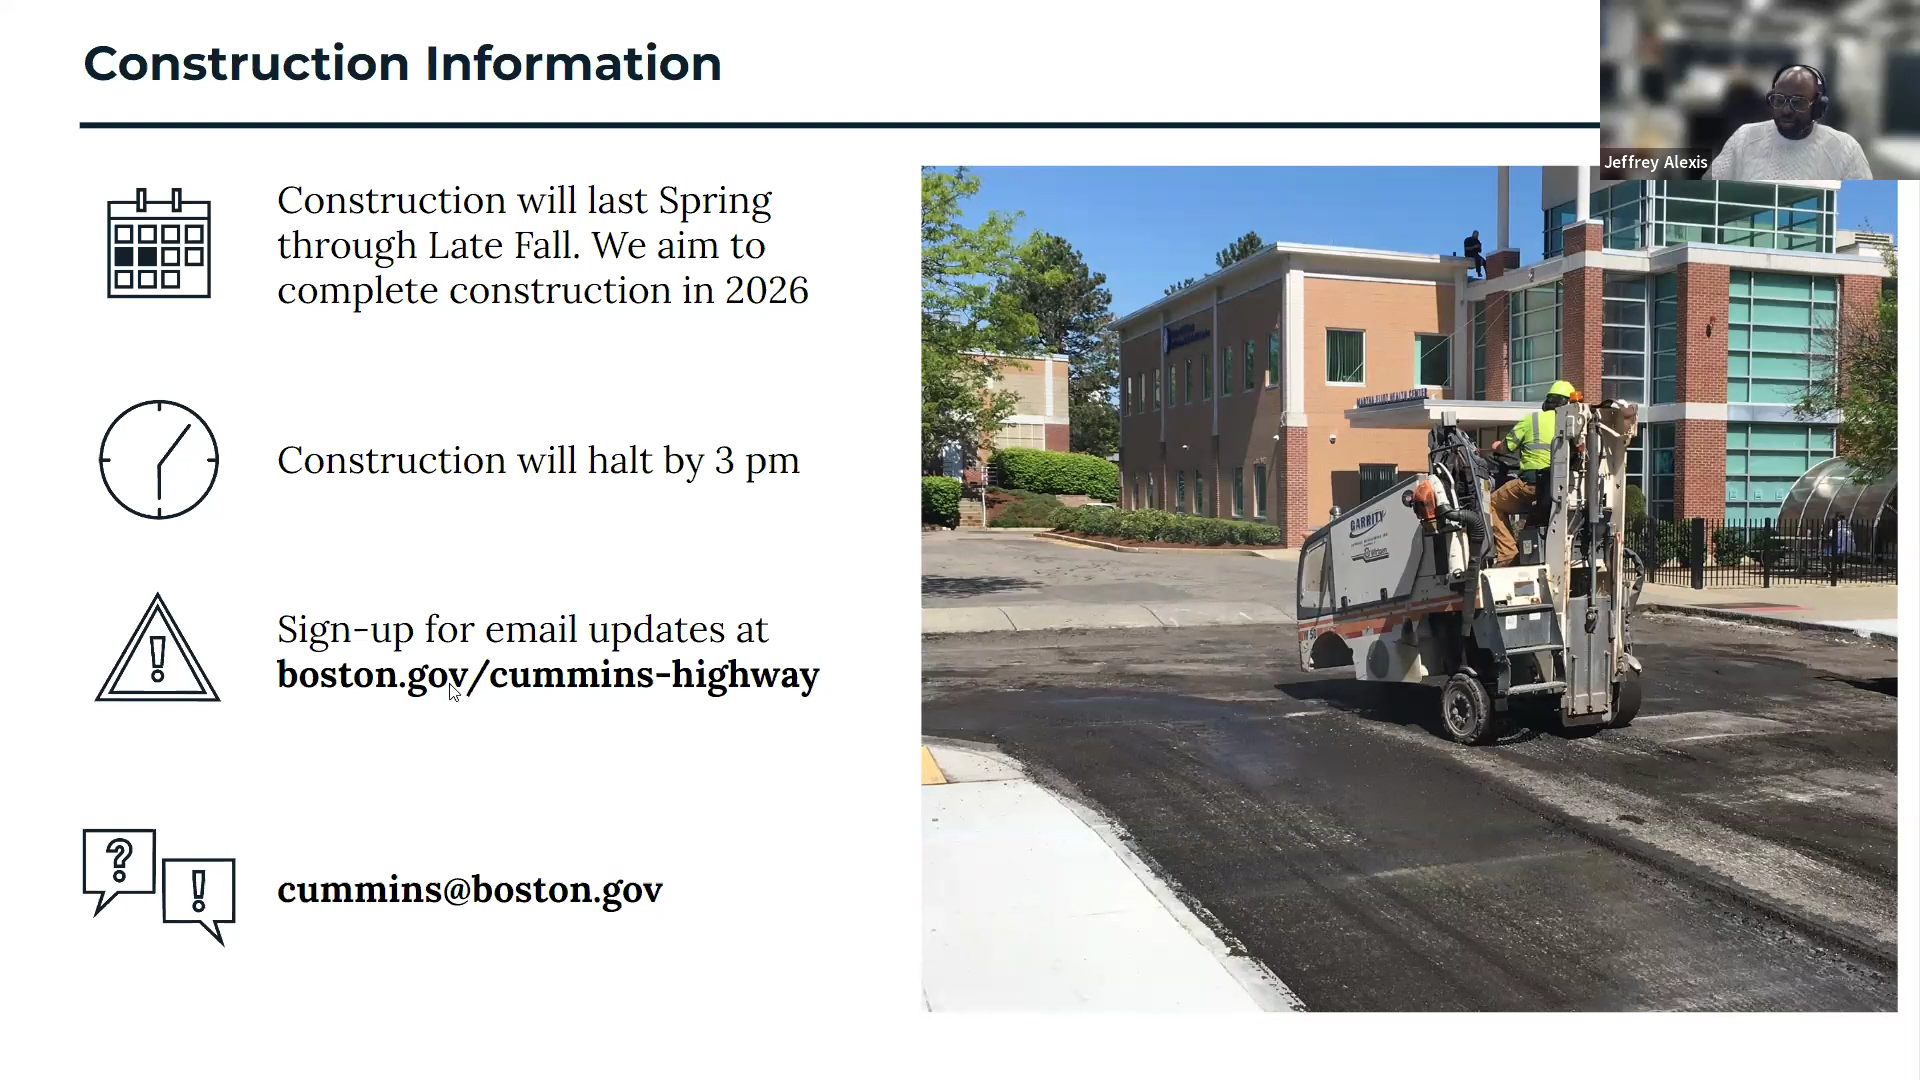 Construction Information
Jeffrey Alexis
Construction will last Spring
through Late Fall. We aim to
complete construction in 2026
Construction will halt by 3 pm
Sign-up for email updates at
boston.gov/cummins-highway
cummins@boston.gov
GARRITY